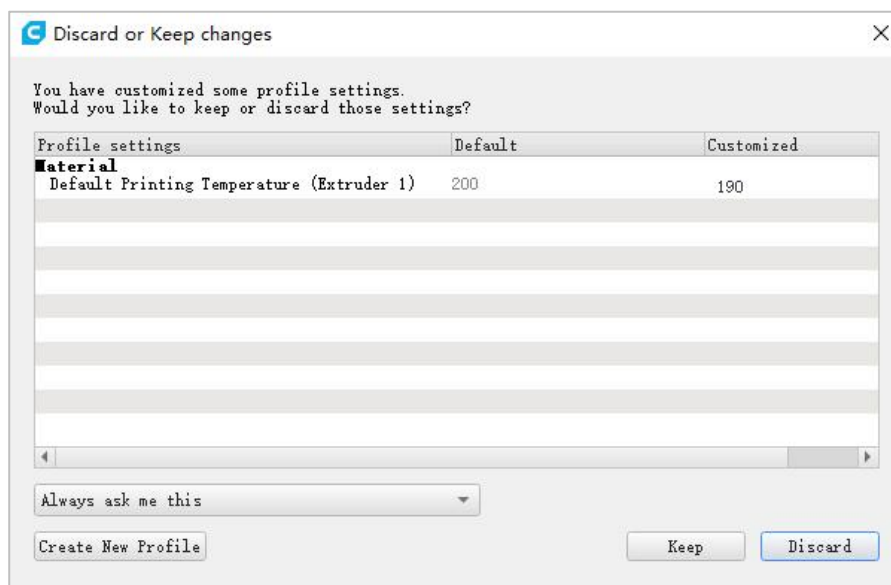 Discard or Keep changes
You have customized some profile settings.
Would you like to keep or discard those settings?
Profile settings Default Customized
Material
Default Printing Temperature (Extruder 1) 200 190
Always ask me this
Create New Profile Keep Discard